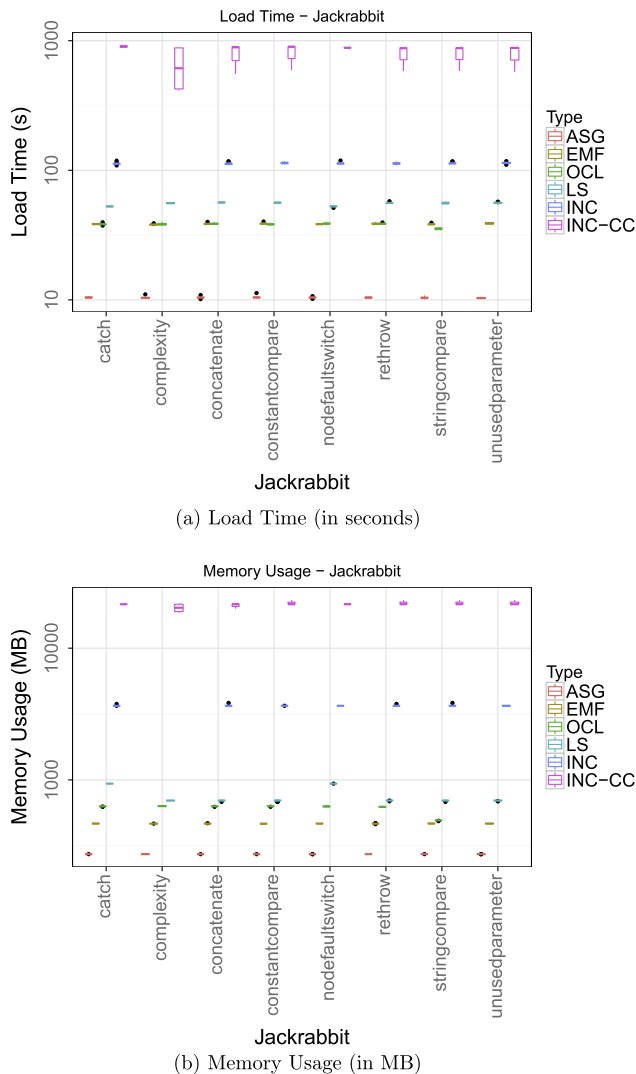 Load Time − Jackrabbit
Load Time (s)
1000
100
10
catch
complexity
concatenate
constantcompare
nodefaultswitch
rethrow
stringcompare
unusedparameter
Jackrabbit
Type
ASG
EMF
OCL
LS
INC
INC−CC
(a) Load Time (in seconds)
Memory Usage − Jackrabbit
Memory Usage (MB)
10000
1000
catch
complexity
concatenate
constantcompare
nodefaultswitch
rethrow
stringcompare
unusedparameter
Jackrabbit
Type
ASG
EMF
OCL
LS
INC
INC−CC
(b) Memory Usage (in MB)